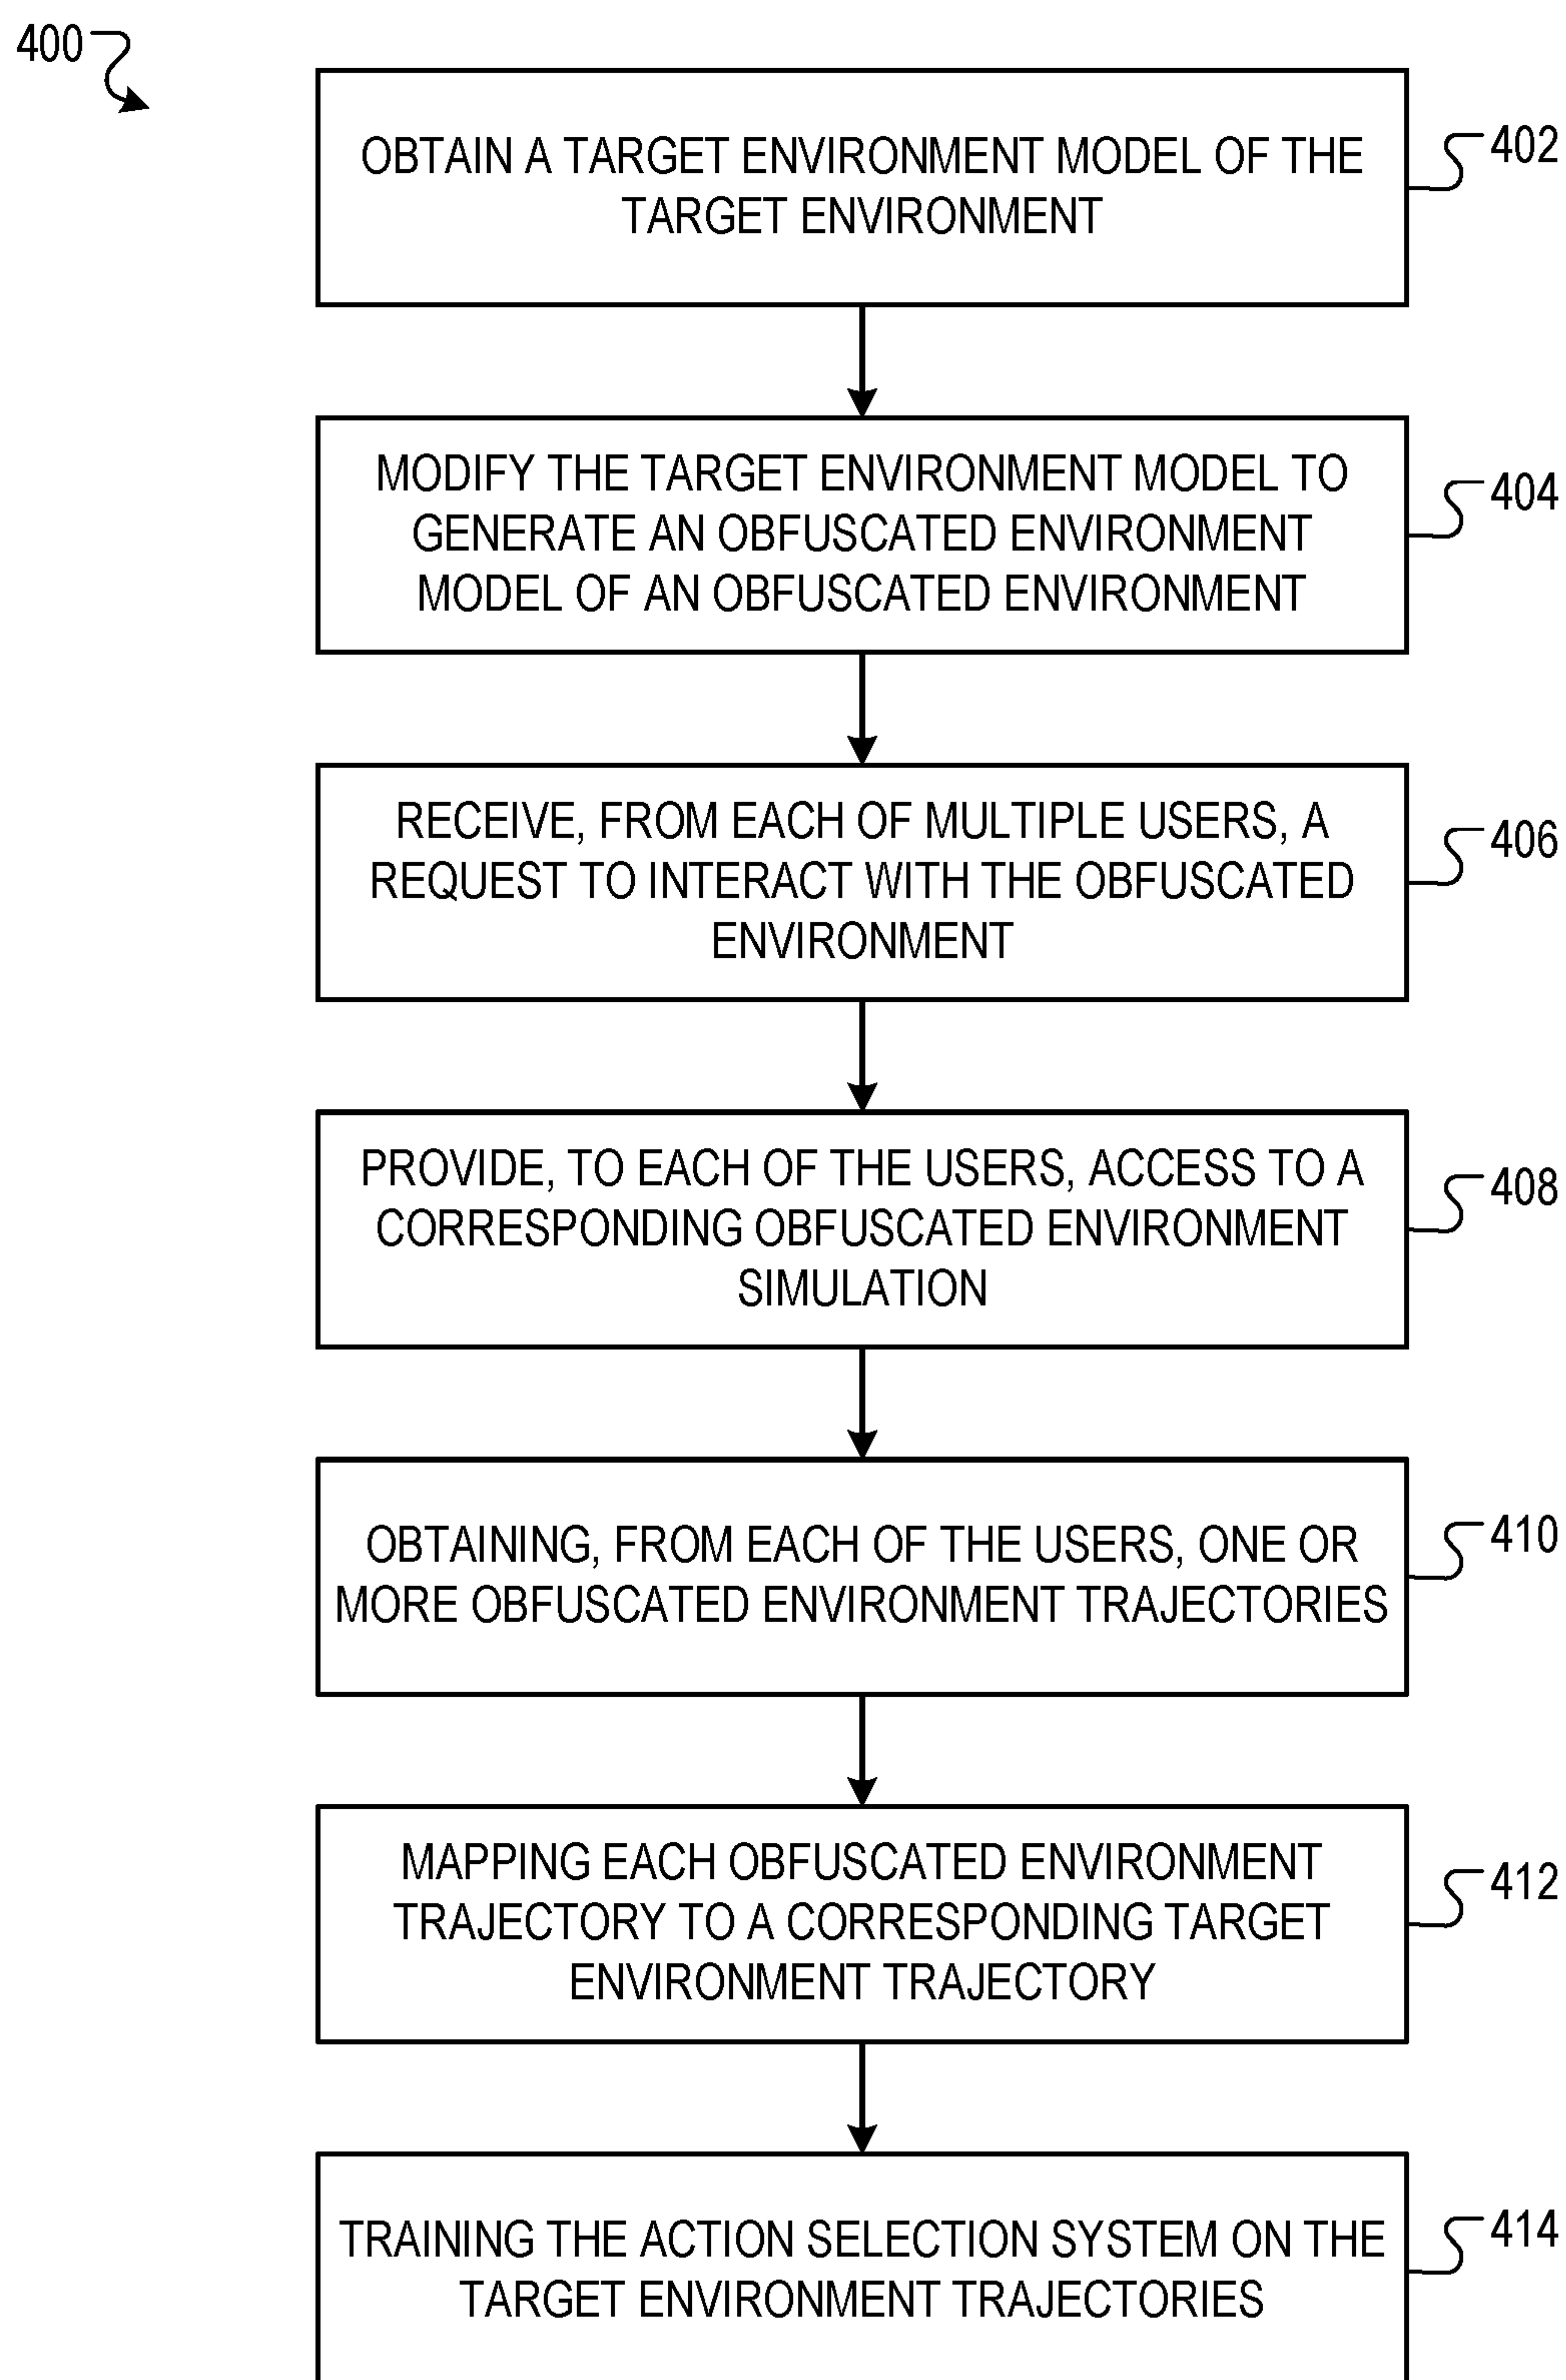 400
OBTAIN A TARGET ENVIRONMENT MODEL OF THE
TARGET ENVIRONMENT
402
MODIFY THE TARGET ENVIRONMENT MODEL TO
GENERATE AN OBFUSCATED ENVIRONMENT
MODEL OF AN OBFUSCATED ENVIRONMENT
404
RECEIVE, FROM EACH OF MULTIPLE USERS, A
REQUEST TO INTERACT WITH THE OBFUSCATED
ENVIRONMENT
406
PROVIDE, TO EACH OF THE USERS, ACCESS TO A
CORRESPONDING OBFUSCATED ENVIRONMENT
SIMULATION
408
OBTAINING, FROM EACH OF THE USERS, ONE OR
MORE OBFUSCATED ENVIRONMENT TRAJECTORIES
410
MAPPING EACH OBFUSCATED ENVIRONMENT
TRAJECTORY TO A CORRESPONDING TARGET
ENVIRONMENT TRAJECTORY
412
TRAINING THE ACTION SELECTION SYSTEM ON THE
TARGET ENVIRONMENT TRAJECTORIES
414